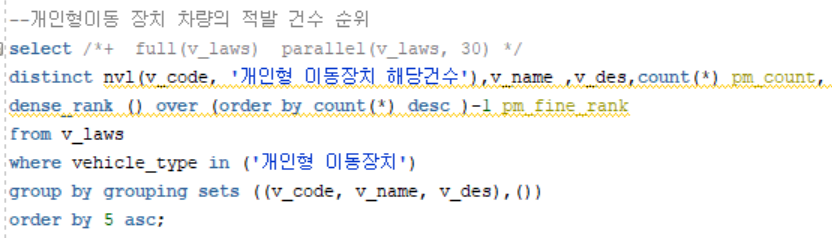 --개인형이동 장치 차량의 적발 건수 순위
select /*+  full(v_laws)  parallel(v_laws, 30) */
distinct nvl(v_code, '개인형 이동장치 해당건수'),v_name ,v_des,count(*) pm_count,
dense_rank () over (order by count(*) desc )-1 pm_fine_rank
from v_laws
where vehicle_type in ('개인형 이동장치')
group by grouping sets ((v_code, v_name, v_des),())
order by 5 asc;